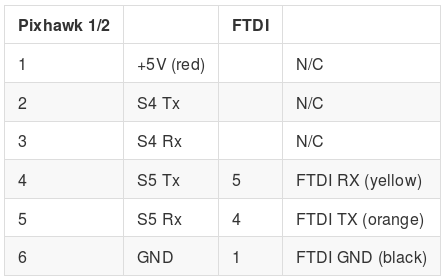 Pixhawk 1/2 FTDI
1 +5V (red) N/C
2 S4 Tx N/C
3 S4 Rx N/C
4 S5 Tx 5 FTDI RX (yellow)
5 S5 Rx 4 FTDI TX (orange)
6 GND 1 FTDI GND (black)